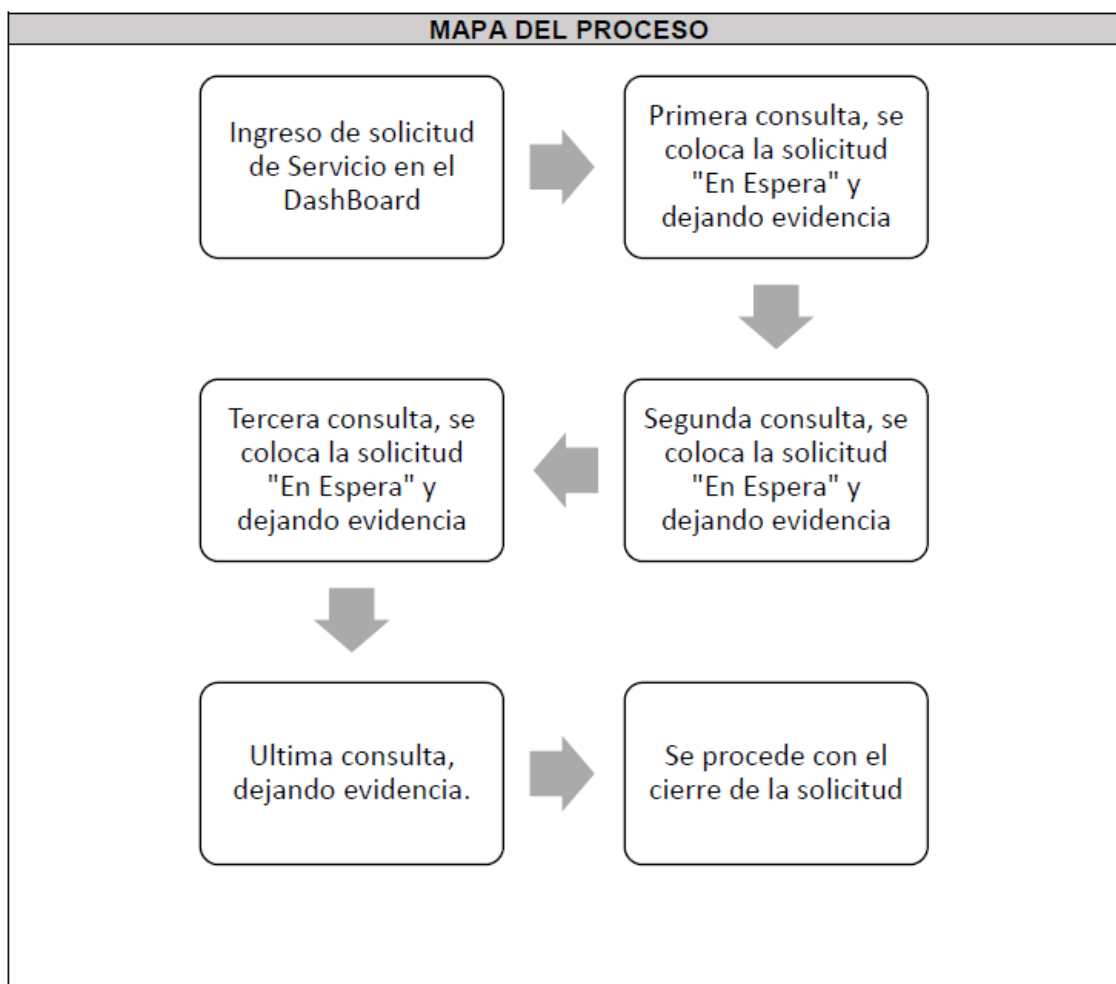 MAPA DEL PROCESO
Ingreso de solicitud
de Servicio en el
DashBoard
Primera consulta, se
coloca la solicitud
"En Espera" y
dejando evidencia
Segunda consulta, se
coloca la solicitud
"En Espera" y
dejando evidencia
Tercera consulta, se
coloca la solicitud
"En Espera" y
dejando evidencia
Ultima consulta,
dejando evidencia.
Se procede con el
cierre de la solicitud